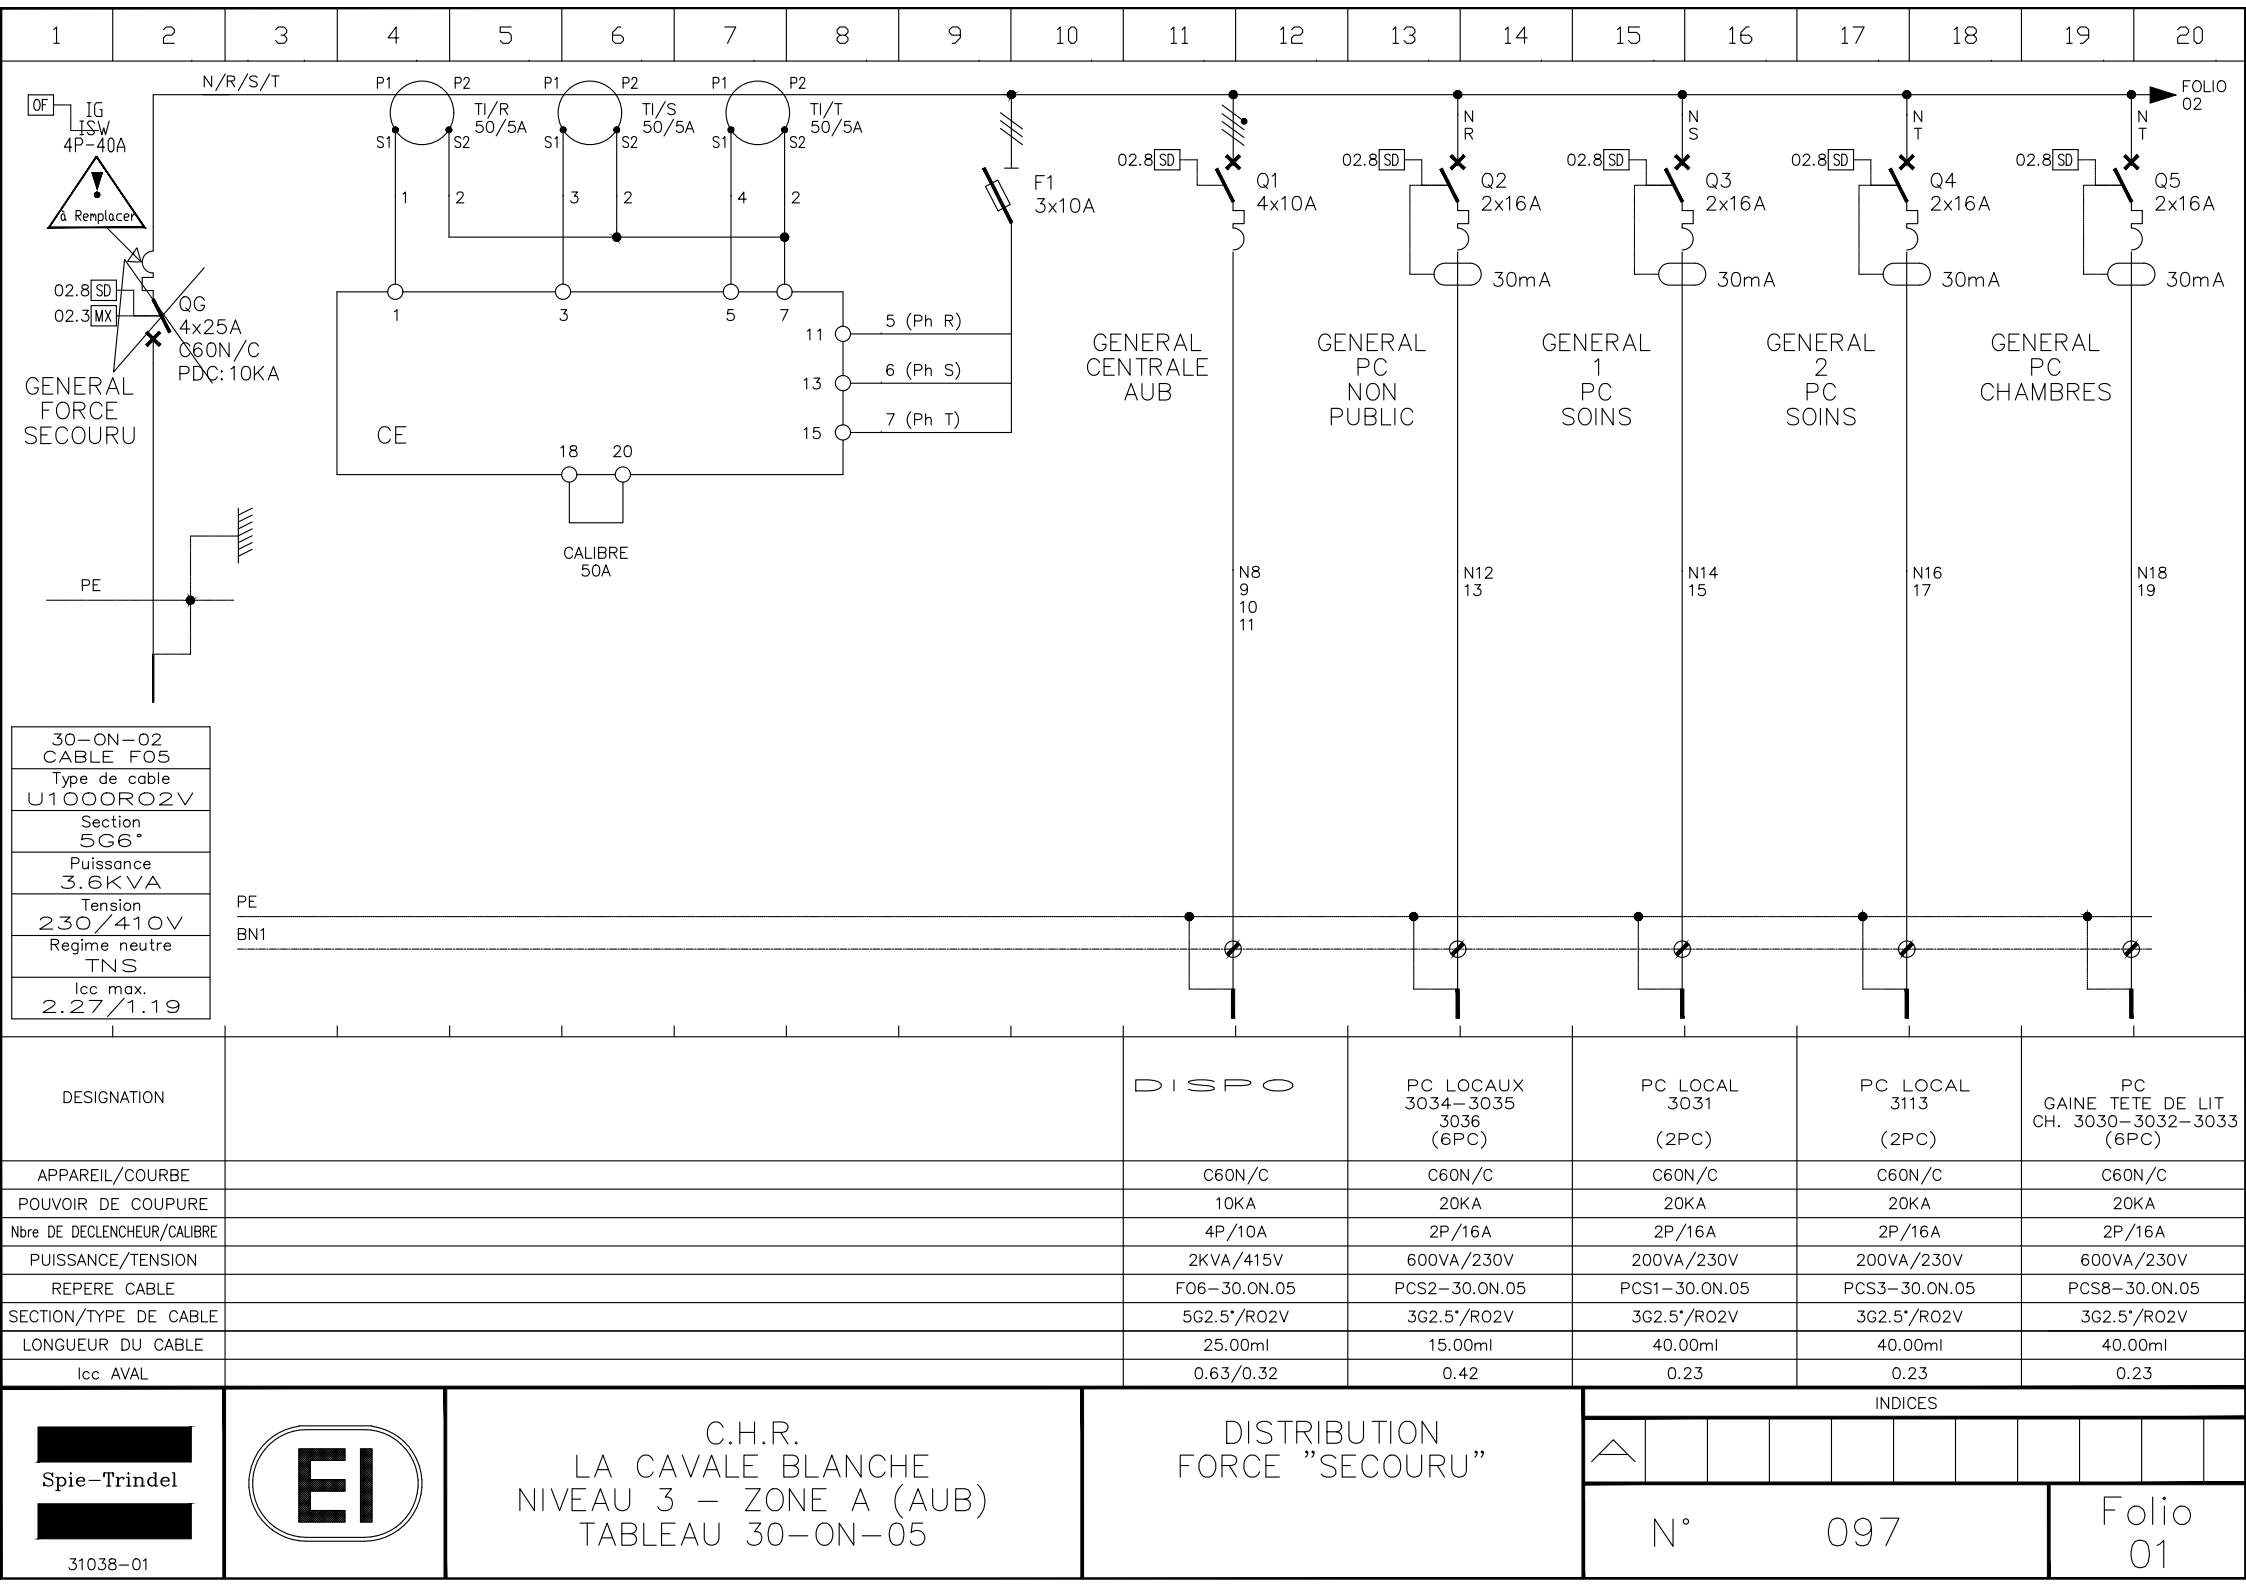 1 2 3 4 5 6 7 8 9 10 11 12 13 14 15 16 17 18 19 20
N/R/S/T
OF
IG
ISW
4P-40A
à Remplacer
02.8 SD
02.3 MX
QG
4x25A
C60N/C
PDC:10KA
GENERAL
FORCE
SECOURU
PE
P1 P2
TI/R
50/5A
S1 S2
1 2
P1 P2
TI/S
50/5A
S1 S2
3 2
P1 P2
TI/T
50/5A
S1 S2
4 2
1 3 5 7
11 5 (Ph R)
13 6 (Ph S)
15 7 (Ph T)
CE
18 20
CALIBRE
50A
F1
3x10A
02.8 SD
Q1
4x10A
GENERAL
CENTRALE
AUB
N8
9
10
11
N
R
02.8 SD
Q2
2x16A
30mA
GENERAL
PC
NON
PUBLIC
N12
13
N
S
02.8 SD
Q3
2x16A
30mA
GENERAL
1
PC
SOINS
N14
15
N
T
02.8 SD
Q4
2x16A
30mA
GENERAL
2
PC
SOINS
N16
17
FOLIO
02
N
T
02.8 SD
Q5
2x16A
30mA
GENERAL
PC
CHAMBRES
N18
19
30-ON-02
CABLE F05
Type de cable
U1000RO2V
Section
5G6°
Puissance
3.6KVA
Tension
230/410V
Regime neutre
TNS
Icc max.
2.27/1.19
PE
BN1
DESIGNATION
DISPO
PC LOCAUX
3034-3035
3036
(6PC)
PC LOCAL
3031
(2PC)
PC LOCAL
3113
(2PC)
PC
GAINE TETE DE LIT
CH. 3030-3032-3033
(6PC)
APPAREIL/COURBE C60N/C C60N/C C60N/C C60N/C C60N/C
POUVOIR DE COUPURE 10KA 20KA 20KA 20KA 20KA
Nbre DE DECLENCHEUR/CALIBRE 4P/10A 2P/16A 2P/16A 2P/16A 2P/16A
PUISSANCE/TENSION 2KVA/415V 600VA/230V 200VA/230V 200VA/230V 600VA/230V
REPERE CABLE F06-30.0N.05 PCS2-30.0N.05 PCS1-30.0N.05 PCS3-30.0N.05 PCS8-30.0N.05
SECTION/TYPE DE CABLE 5G2.5°/RO2V 3G2.5°/RO2V 3G2.5°/RO2V 3G2.5°/RO2V 3G2.5°/RO2V
LONGUEUR DU CABLE 25.00ml 15.00ml 40.00ml 40.00ml 40.00ml
Icc AVAL 0.63/0.32 0.42 0.23 0.23 0.23
Spie-Trindel
31038-01
EI
C.H.R.
LA CAVALE BLANCHE
NIVEAU 3 - ZONE A (AUB)
TABLEAU 30-ON-05
DISTRIBUTION
FORCE "SECOURU"
INDICES
A
N° 097
Folio
01